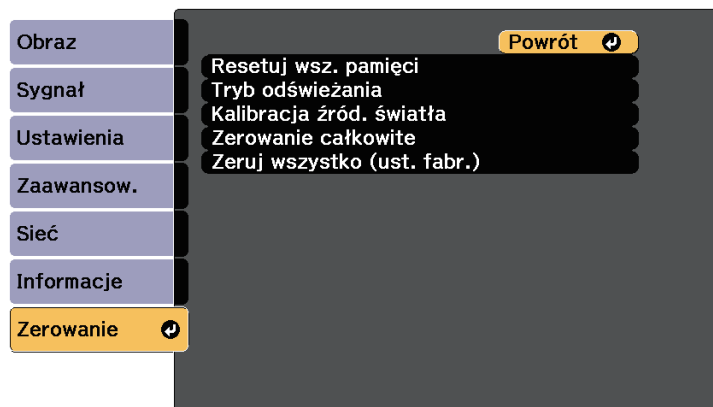 Obraz
Sygnał
Ustawienia
Zaawansow.
Sieć
Informacje
Zerowanie
Powrót
Resetuj wsz. pamięci
Tryb odświeżania
Kalibracja źród. światła
Zerowanie całkowite
Zeruj wszystko (ust. fabr.)